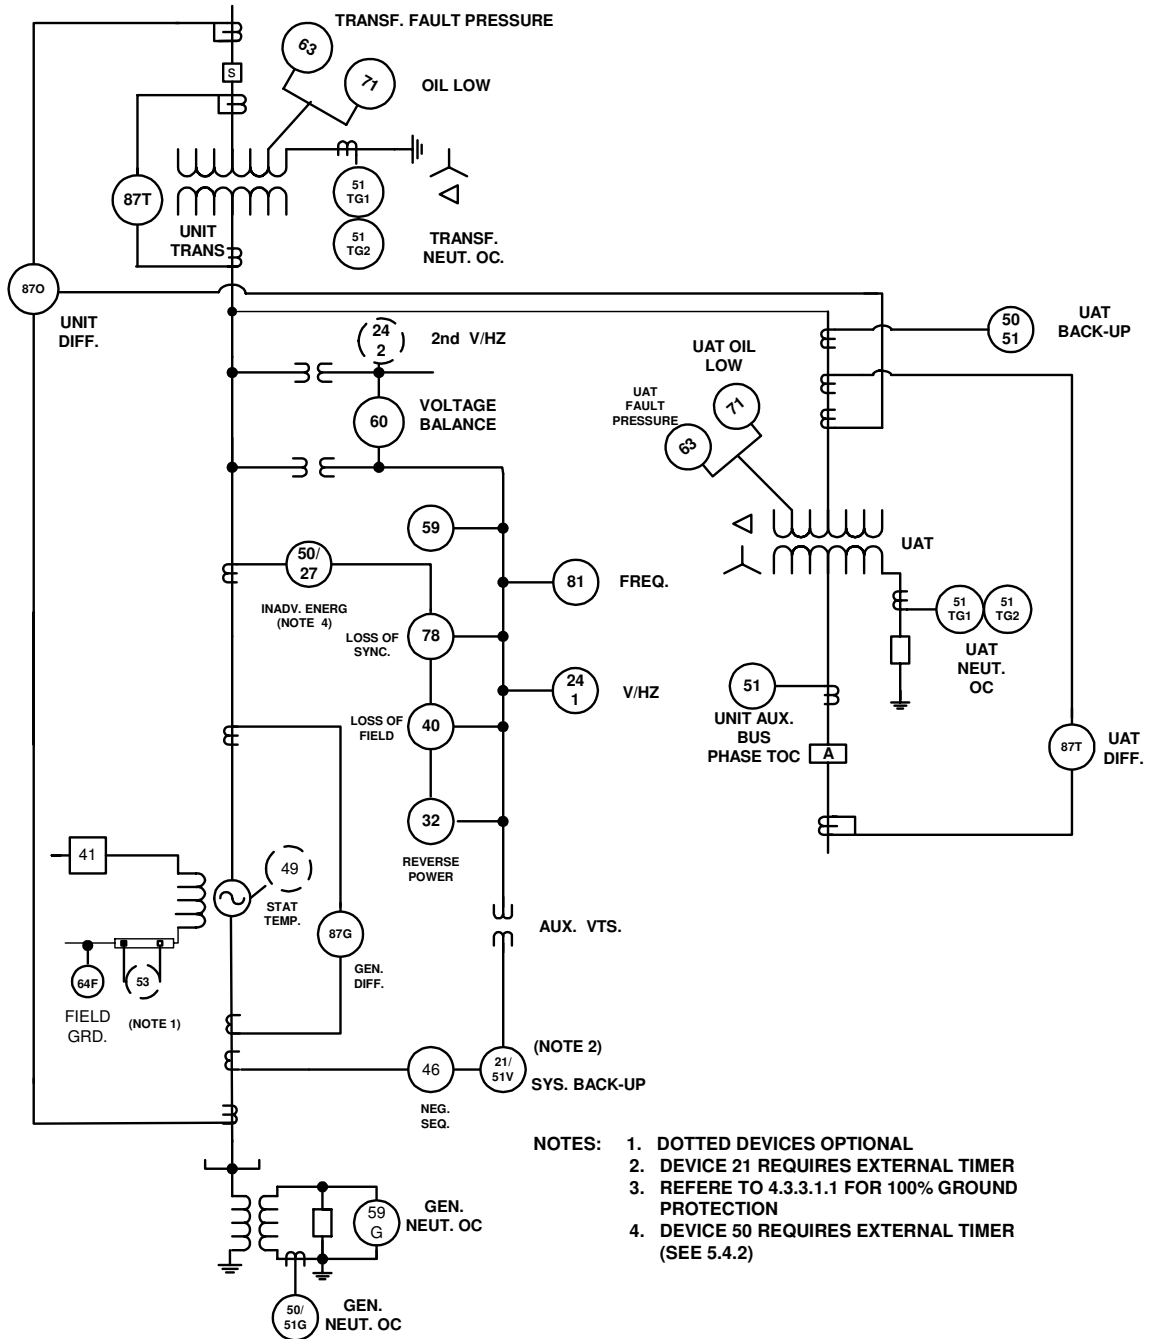 TRANSF. FAULT PRESSURE
63
S
71
OIL LOW
87T
51
TG1
UNIT
TRANS
51
TG2
TRANSF.
NEUT. OC.
87O
UNIT
DIFF.
24
2
2nd V/HZ
50
51
UAT
BACK-UP
UAT OIL
LOW
60
VOLTAGE
BALANCE
UAT
FAULT
PRESSURE
71
63
59
UAT
50/
27
81
FREQ.
INADV. ENERG
(NOTE 4)
LOSS OF
SYNC.
78
51
TG1
51
TG2
UAT
NEUT.
OC
24
1
V/HZ
51
UNIT AUX.
BUS
PHASE TOC
LOSS OF
FIELD
40
A
87T
UAT
DIFF.
32
REVERSE
POWER
41
49
STAT
TEMP.
87G
GEN.
DIFF.
AUX. VTS.
64F
53
FIELD
GRD.
(NOTE 1)
46
NEG.
SEQ.
21/
51V
(NOTE 2)
SYS. BACK-UP
NOTES: 1. DOTTED DEVICES OPTIONAL
2. DEVICE 21 REQUIRES EXTERNAL TIMER
3. REFERE TO 4.3.3.1.1 FOR 100% GROUND
PROTECTION
4. DEVICE 50 REQUIRES EXTERNAL TIMER
(SEE 5.4.2)
59
G
GEN.
NEUT. OC
50/
51G
GEN.
NEUT. OC